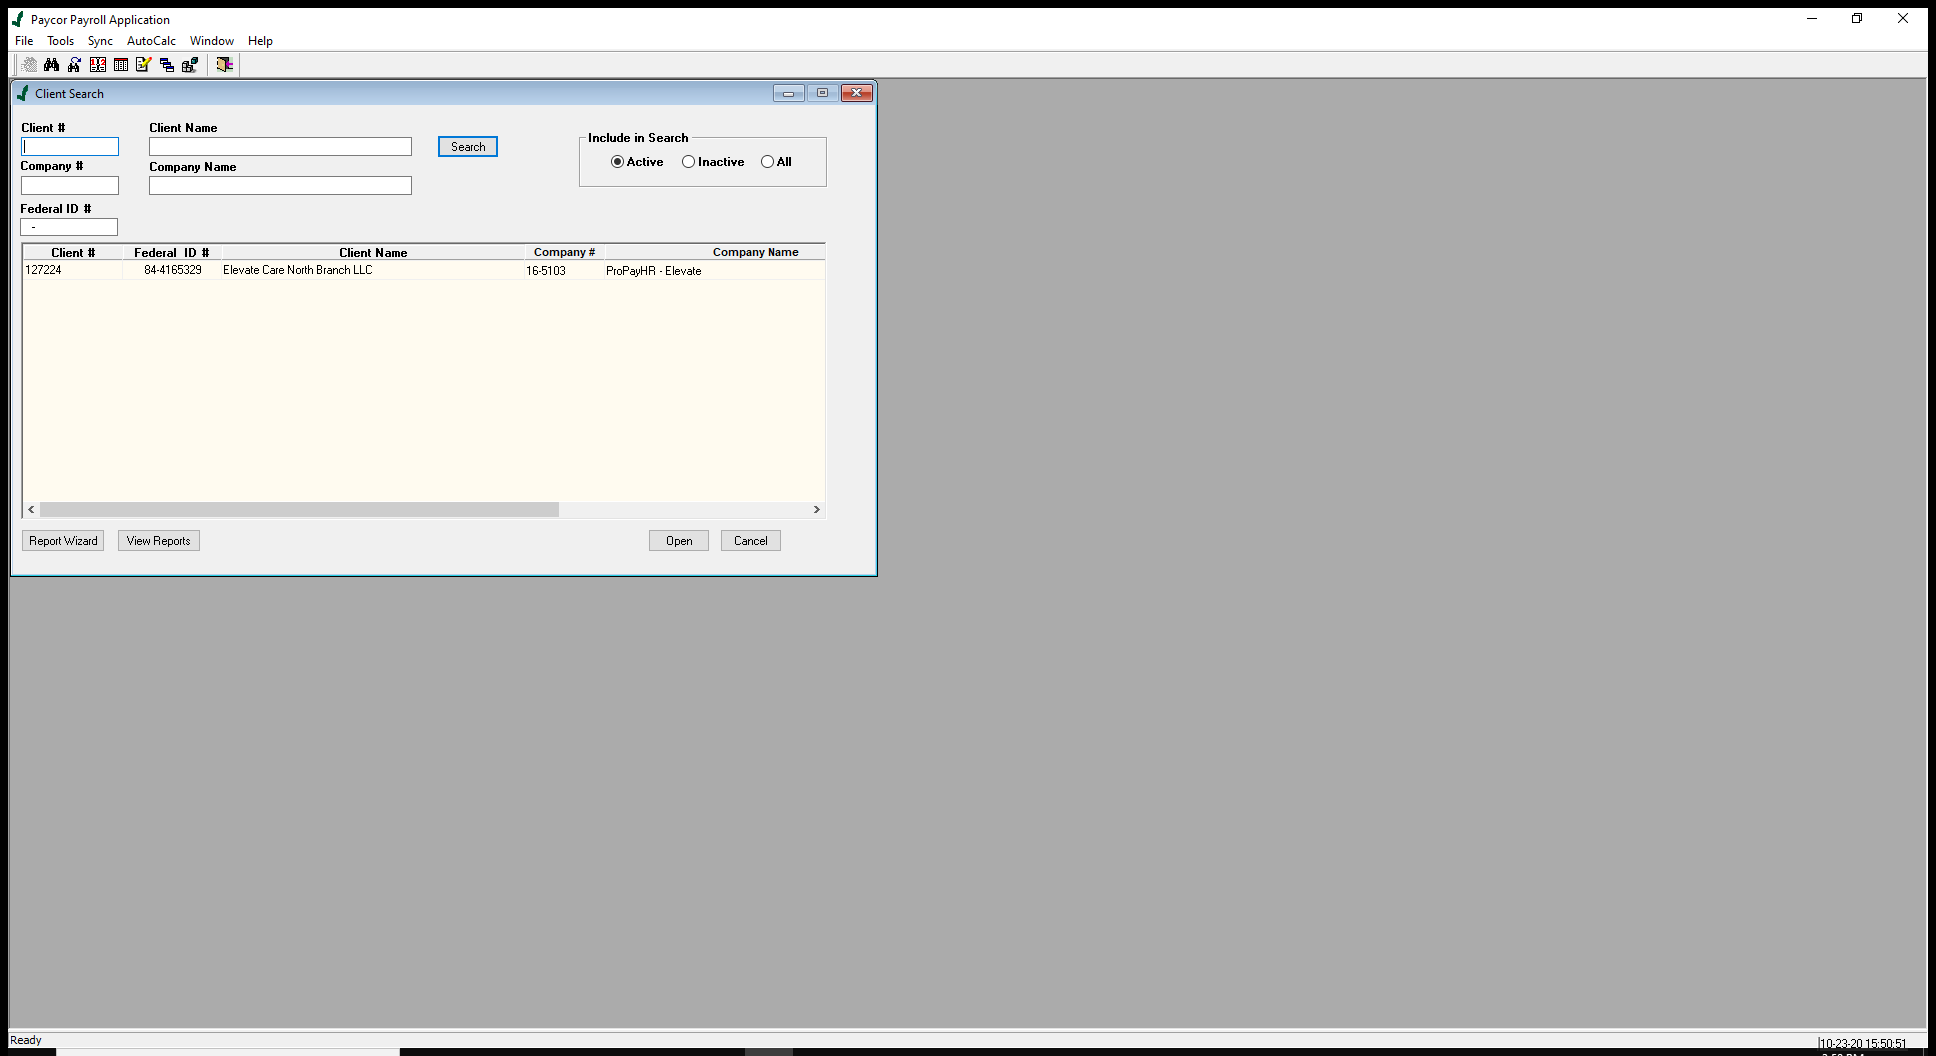 Paycor Payroll Application
File Tools Sync AutoCalc Window Help
Client Search
Client # Client Name
Search
Include in Search
Active Inactive All
Company # Company Name
Federal ID #
-
Client # Federal ID # Client Name Company # Company Name
127224 84-4165329 Elevate Care North Branch LLC 16-5103 ProPayHR - Elevate
Report Wizard View Reports Open Cancel
Ready
10-23-20 15:50:51